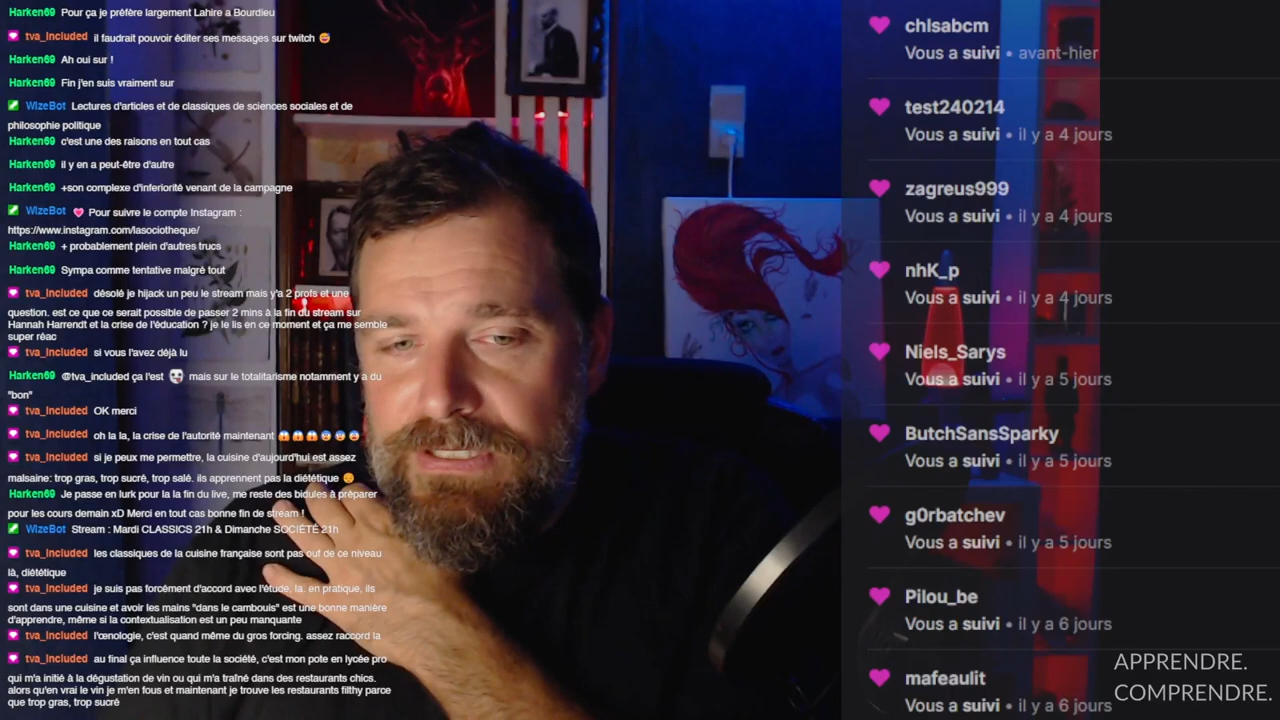 Harken69 Pour ça je préfère largement Lahire a Bourdieu
tva_included il faudrait pouvoir éditer ses messages sur twitch 😅
Harken69 Ah oui sur !
Harken69 Fin j'en suis vraiment sur
WizeBot Lectures d'articles et de classiques de sciences sociales et de
philosophie politique
Harken69 c'est une des raisons en tout cas
Harken69 il y en a peut-être d'autre
Harken69 +son complexe d'inferiorité venant de la campagne
WizeBot 💗 Pour suivre le compte Instagram :
https://www.instagram.com/lasociotheque/
Harken69 + probablement plein d'autres trucs
Harken69 Sympa comme tentative malgré tout
tva_included désolé je hijack un peu le stream mais y'a 2 profs et une
question. est ce que ce serait possible de passer 2 mins à la fin du stream sur
Hannah Harrendt et la crise de l'éducation ? je le lis en ce moment et ça me semble
super réac
tva_included si vous l'avez déjà lu
Harken69 @tva_included ça l'est mais sur le totalitarisme notamment y a du
"bon"
tva_included OK merci
tva_included oh la la, la crise de l'autorité maintenant 😱😱😱😨😨😨
tva_included si je peux me permettre, la cuisine d'aujourd'hui est assez
malsaine: trop gras, trop sucré, trop salé. ils apprennent pas la diététique
Harken69 Je passe en lurk pour la la fin du live, me reste des bidules à préparer
pour les cours demain xD Merci en tout cas bonne fin de stream !
WizeBot Stream : Mardi CLASSICS 21h & Dimanche SOCIÉTÉ 21h
tva_included les classiques de la cuisine française sont pas ouf de ce niveau
là, diététique
tva_included je suis pas forcément d'accord avec l'étude, la. en pratique, ils
sont dans une cuisine et avoir les mains "dans le cambouis" est une bonne manière
d'apprendre, même si la contextualisation est un peu manquante
tva_included l'œnologie, c'est quand même du gros forcing. assez raccord la
tva_included au final ça influence toute la société, c'est mon pote en lycée pro
qui m'a initié à la dégustation de vin ou qui m'a traîné dans des restaurants chics.
alors qu'en vrai le vin je m'en fous et maintenant je trouve les restaurants filthy parce
que trop gras, trop sucré
chlsabcm
Vous a suivi • avant-hier
test240214
Vous a suivi • il y a 4 jours
zagreus999
Vous a suivi • il y a 4 jours
nhK_p
Vous a suivi • il y a 4 jours
Niels_Sarys
Vous a suivi • il y a 5 jours
ButchSansSparky
Vous a suivi • il y a 5 jours
g0rbatchev
Vous a suivi • il y a 5 jours
Pilou_be
Vous a suivi • il y a 6 jours
mafeaulit
Vous a suivi • il y a 6 jours
APPRENDRE.
COMPRENDRE.